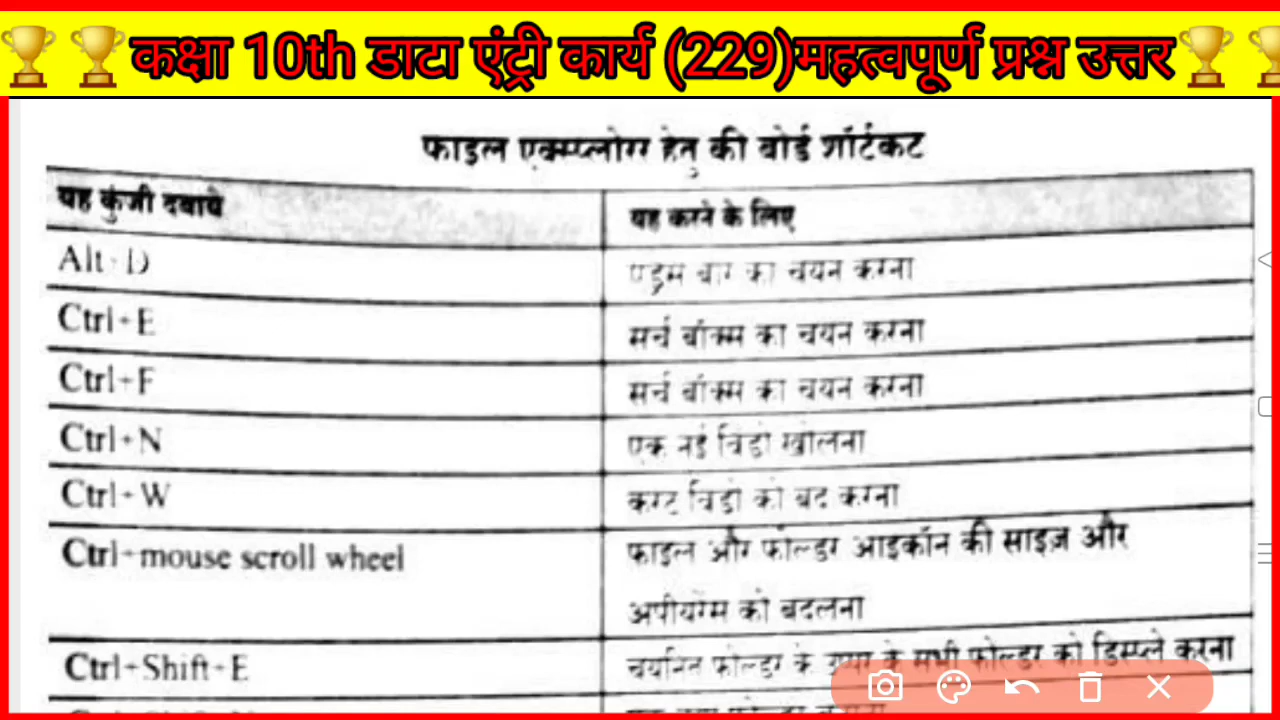 कक्षा 10th डाटा एंट्री कार्य (229)महत्वपूर्ण प्रश्न उत्तर
फाइल एक्स्प्लोरर हेतु की बोर्ड शॉर्टकट
यह कुंजी दबाये
यह करने के लिए
Alt+D
एड्रेस बार का चयन करना
Ctrl+E
सर्च बॉक्स का चयन करना
Ctrl+F
सर्च बॉक्स का चयन करना
Ctrl+N
एक नई विंडो खोलना
Ctrl+W
करंट विंडो को बंद करना
Ctrl+mouse scroll wheel
फाइल और फोल्डर आइकॉन की साइज़ और
अपीयरेंस को बदलना
Ctrl+Shift+E
चयनित फोल्डर के ऊपर के सभी फोल्डर को डिस्प्ले करना